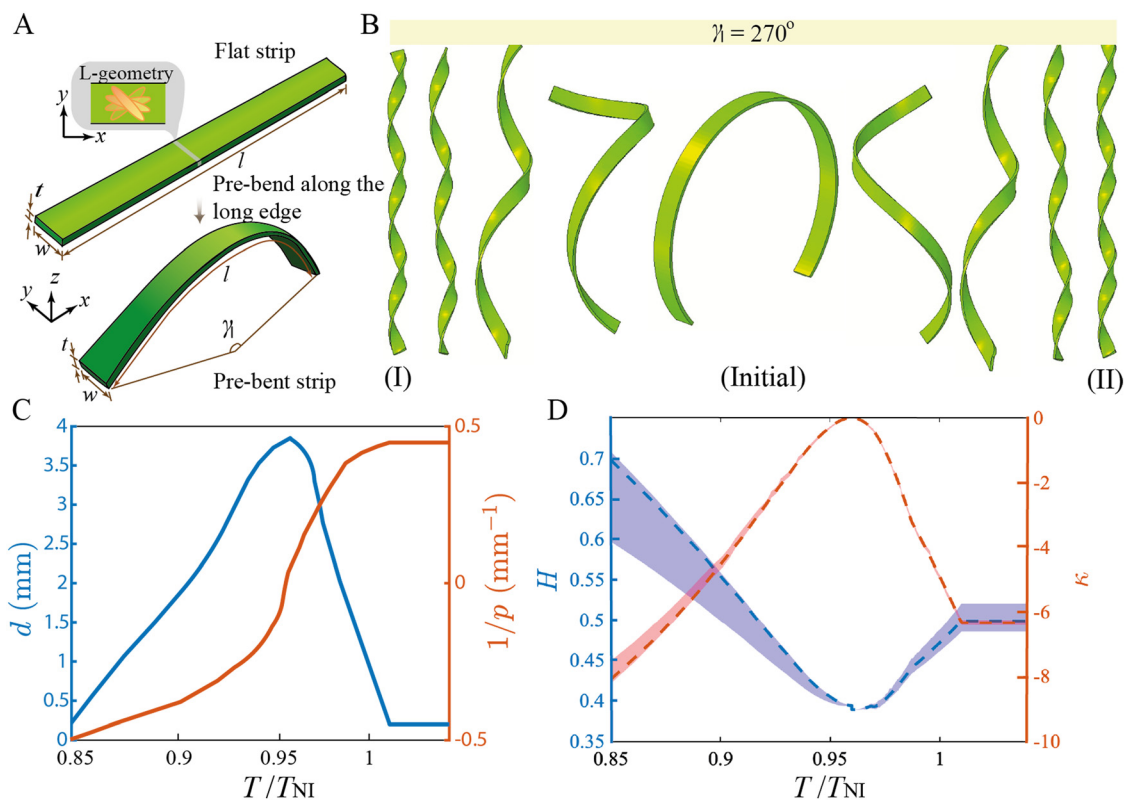 A
Flat strip
L-geometry
y
x
l
t
w
Pre-bend along the
long edge
l
z
y
x
γ₁
t
w
Pre-bent strip
B
γ₁ = 270°
(I)
(Initial)
(II)
C
4
3.5
3
2.5
2
1.5
1
0.5
0
d (mm)
0.5
0
-0.5
1/p (mm⁻¹)
0.85
0.9
0.95
1
T/TNI
D
0.7
0.65
0.6
0.55
0.5
0.45
0.4
0.35
H
0
-2
-4
-6
-8
-10
κ
0.85
0.9
0.95
1
T/TNI